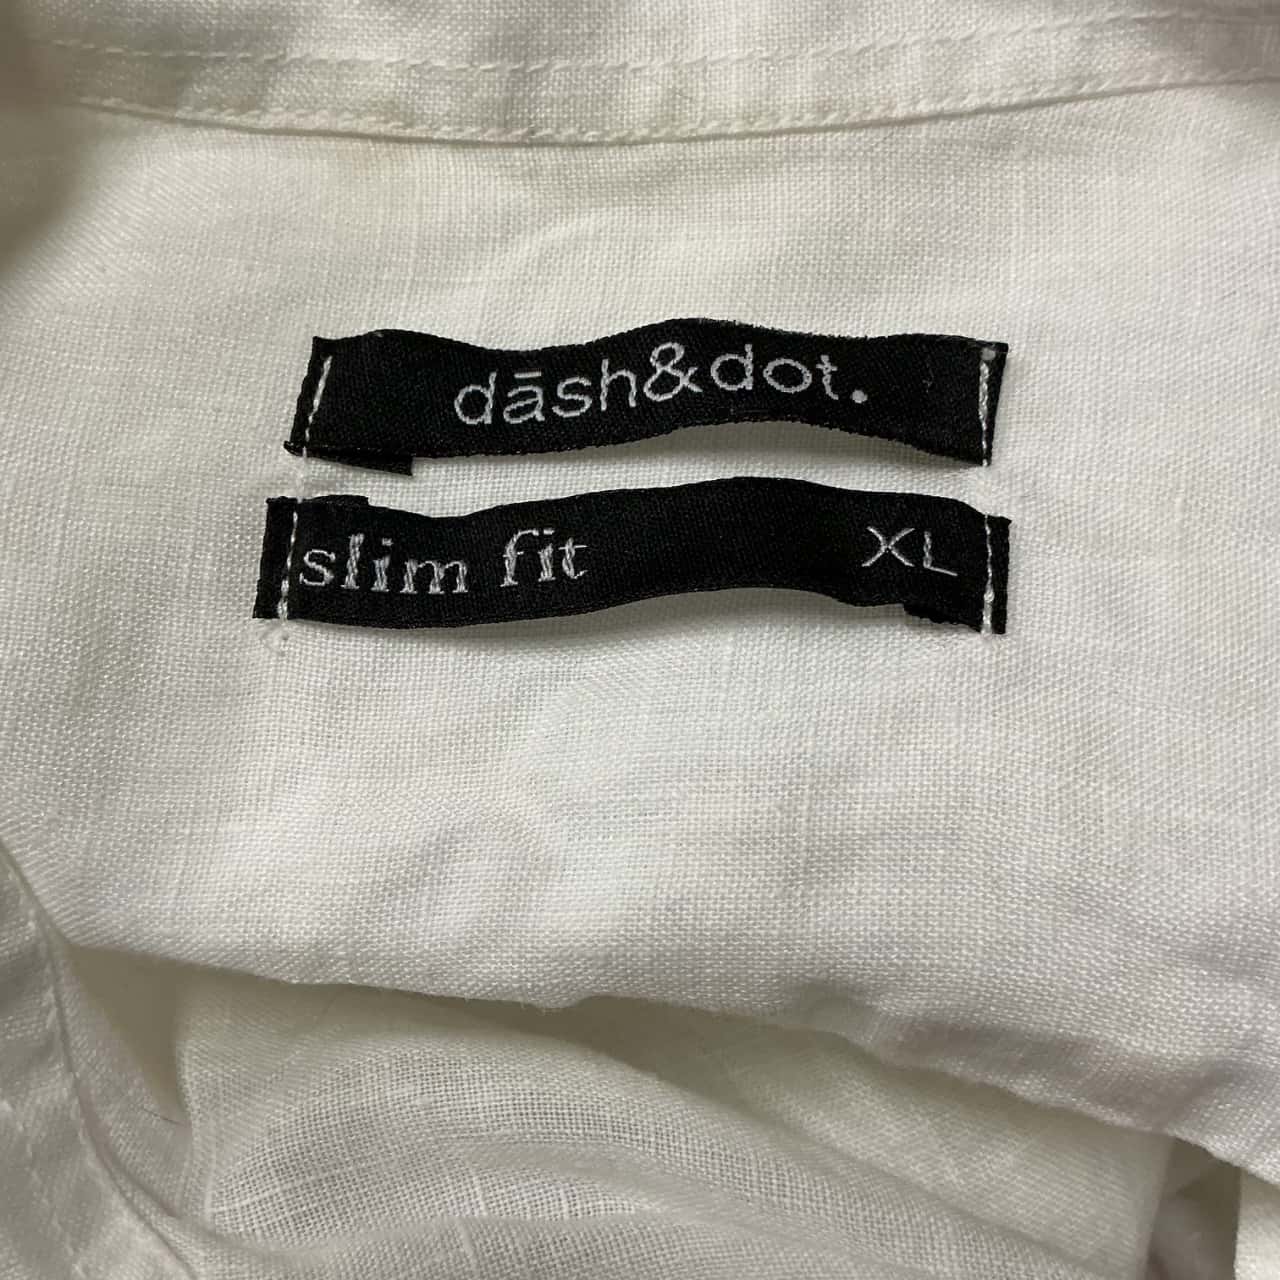 dāsh&dot.
slim fit XL